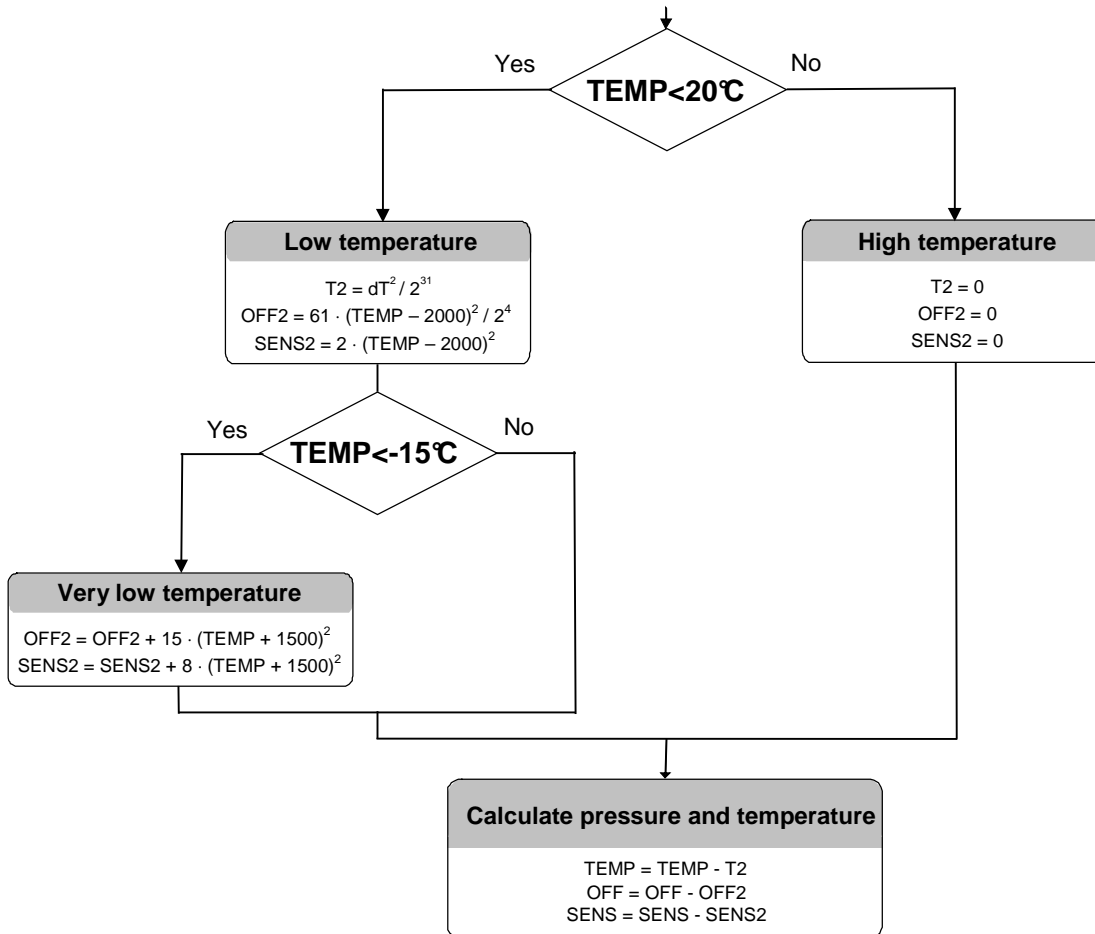 Yes
No
TEMP<20°C
Low temperature
T2 = dT² / 2³¹
OFF2 = 61 · (TEMP – 2000)² / 2⁴
SENS2 = 2 · (TEMP – 2000)²
High temperature
T2 = 0
OFF2 = 0
SENS2 = 0
Yes
No
TEMP<-15°C
Very low temperature
OFF2 = OFF2 + 15 · (TEMP + 1500)²
SENS2 = SENS2 + 8 · (TEMP + 1500)²
Calculate pressure and temperature
TEMP = TEMP - T2
OFF = OFF - OFF2
SENS = SENS - SENS2